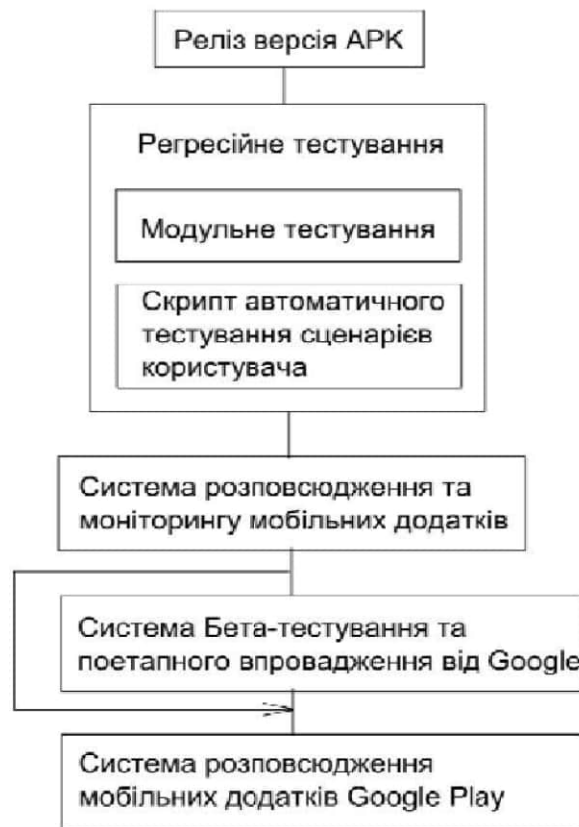 Реліз версія APK
Регресійне тестування
Модульне тестування
Скрипт автоматичного
тестування сценарієв
користувача
Система розповсюдження та
моніторингу мобільних додатків
Система Бета-тестування та
поетапного впровадження від Google
Система розповсюдження
мобільних додатків Google Play